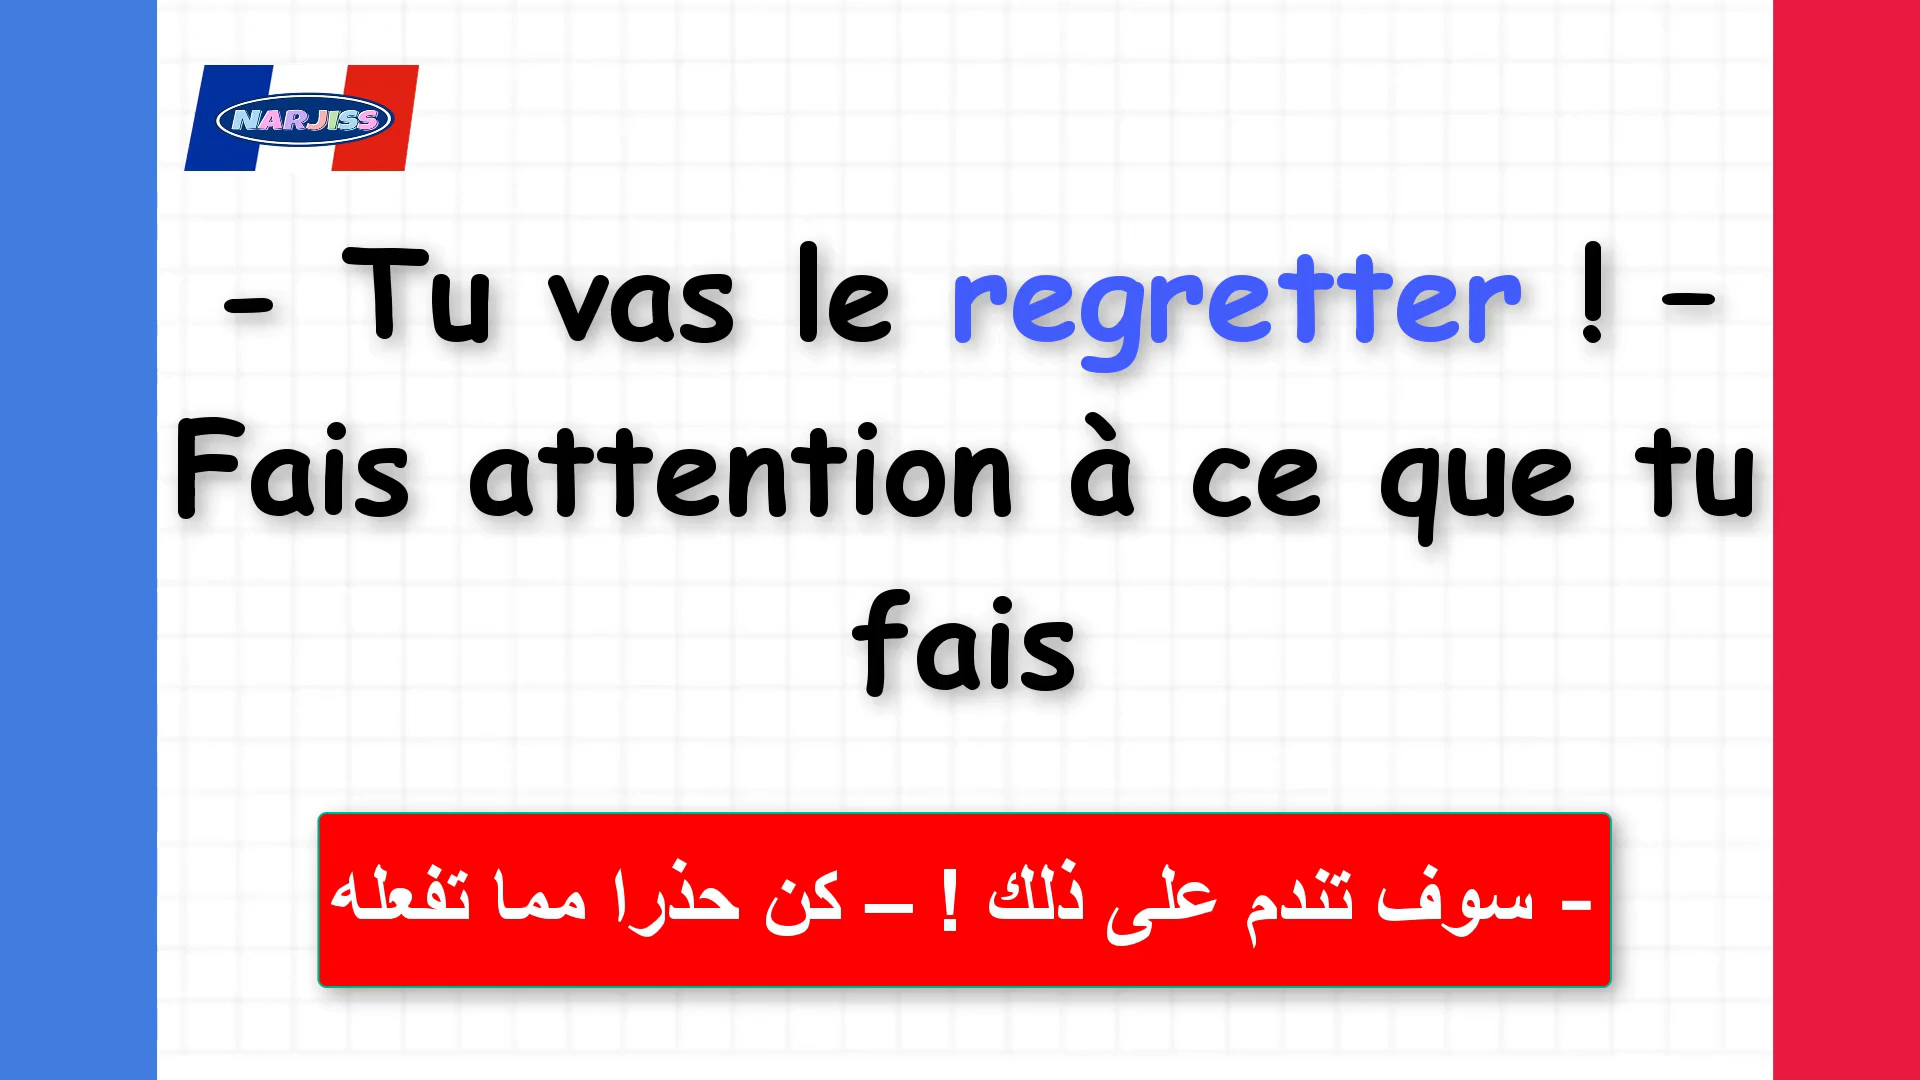 NARJISS
- Tu vas le regretter ! –
Fais attention à ce que tu
fais
- سوف تندم على ذلك ! – كن حذرا مما تفعله